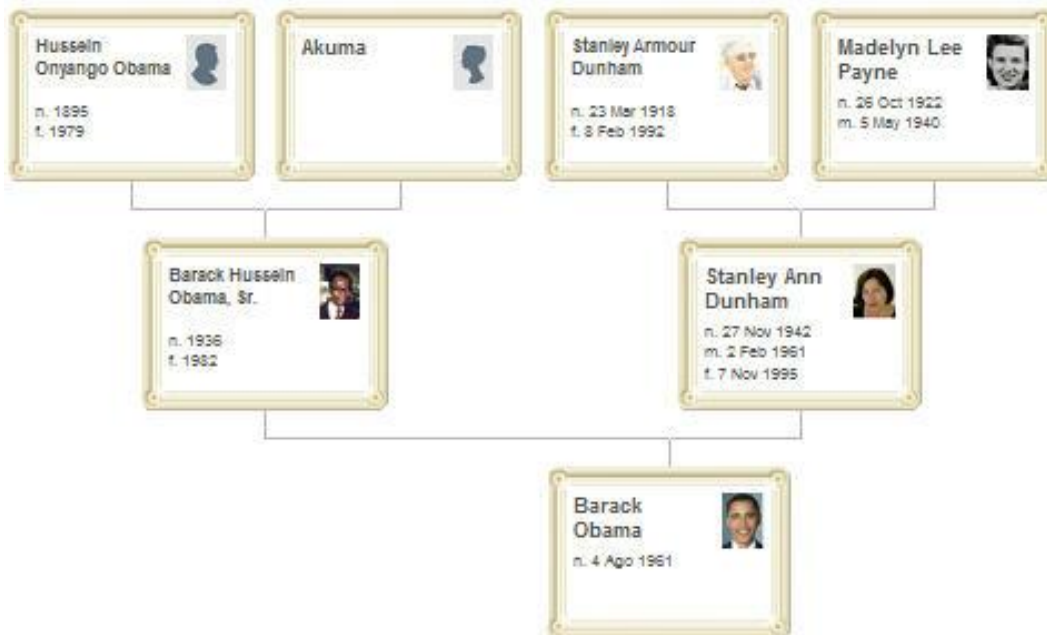 Hussein
Onyango Obama
n. 1895
f. 1979
Akuma
Stanley Armour
Dunham
n. 23 Mar 1918
f. 8 Feb 1992
Madelyn Lee
Payne
n. 26 Oct 1922
m. 5 May 1940
Barack Hussein
Obama, Sr.
n. 1936
f. 1982
Stanley Ann
Dunham
n. 27 Nov 1942
m. 2 Feb 1961
f. 7 Nov 1995
Barack
Obama
n. 4 Ago 1961